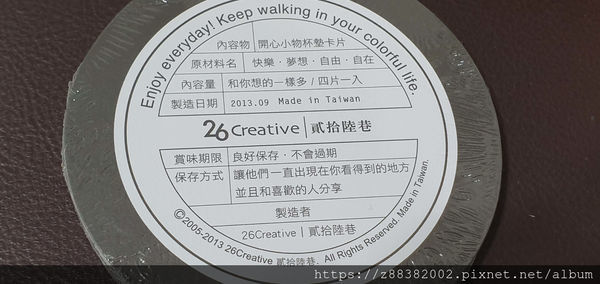 Enjoy everyday! Keep walking in your colorful life.
內容物 開心小物杯墊卡片
原材料名 快樂．夢想．自由．自在
內容量 和你想的一樣多/四片一入
製造日期 2013.09 Made in Taiwan
26 Creative 貳拾陸巷
賞味期限 良好保存．不會過期
保存方式 讓他們一直出現在你看得到的地方
並且和喜歡的人分享
製造者
26Creative 貳拾陸巷
©2005-2013 26Creative 貳拾陸巷. All Rights Reserved. Made in Taiwan.
https://z88382002.pixnet.net/album